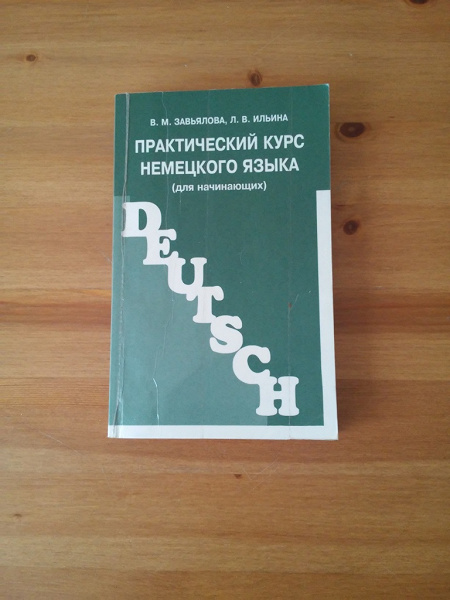 В. М. ЗАВЬЯЛОВА, Л. В. ИЛЬИНА
ПРАКТИЧЕСКИЙ КУРС
НЕМЕЦКОГО ЯЗЫКА
(для начинающих)
DEUTSCH